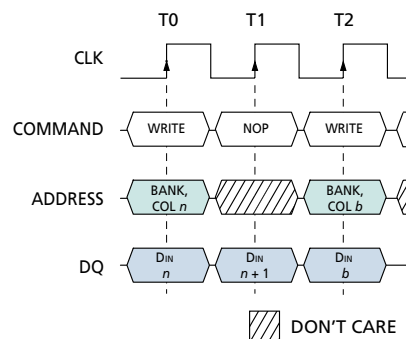 T0 T1 T2
CLK
COMMAND WRITE NOP WRITE
ADDRESS BANK, COL n BANK, COL b
DQ DIN n DIN n + 1 DIN b
DON'T CARE